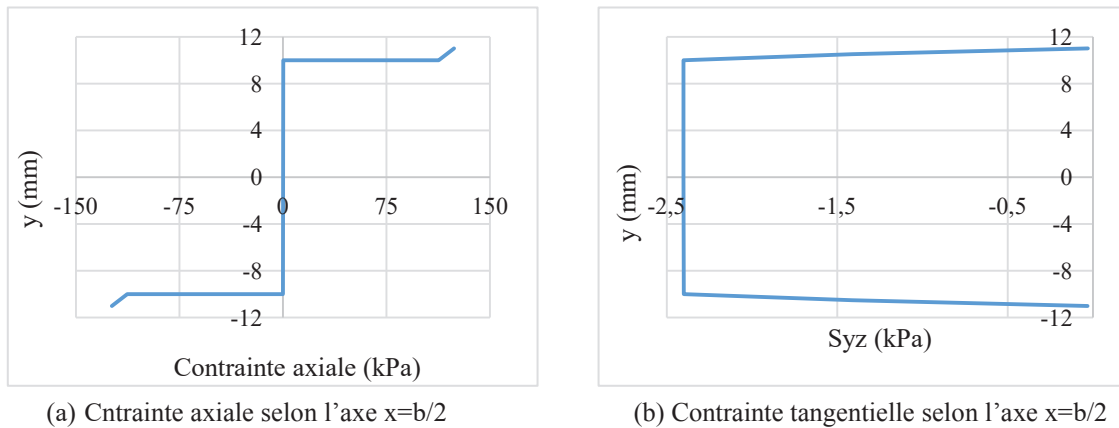 12
8
4
0
-4
-8
-12
-150 -75 0 75 150
y (mm)
Contrainte axiale (kPa)
(a) Cntrainte axiale selon l’axe x=b/2
12
8
4
0
-4
-8
-12
-2,5 -1,5 -0,5
y (mm)
Syz (kPa)
(b) Contrainte tangentielle selon l’axe x=b/2